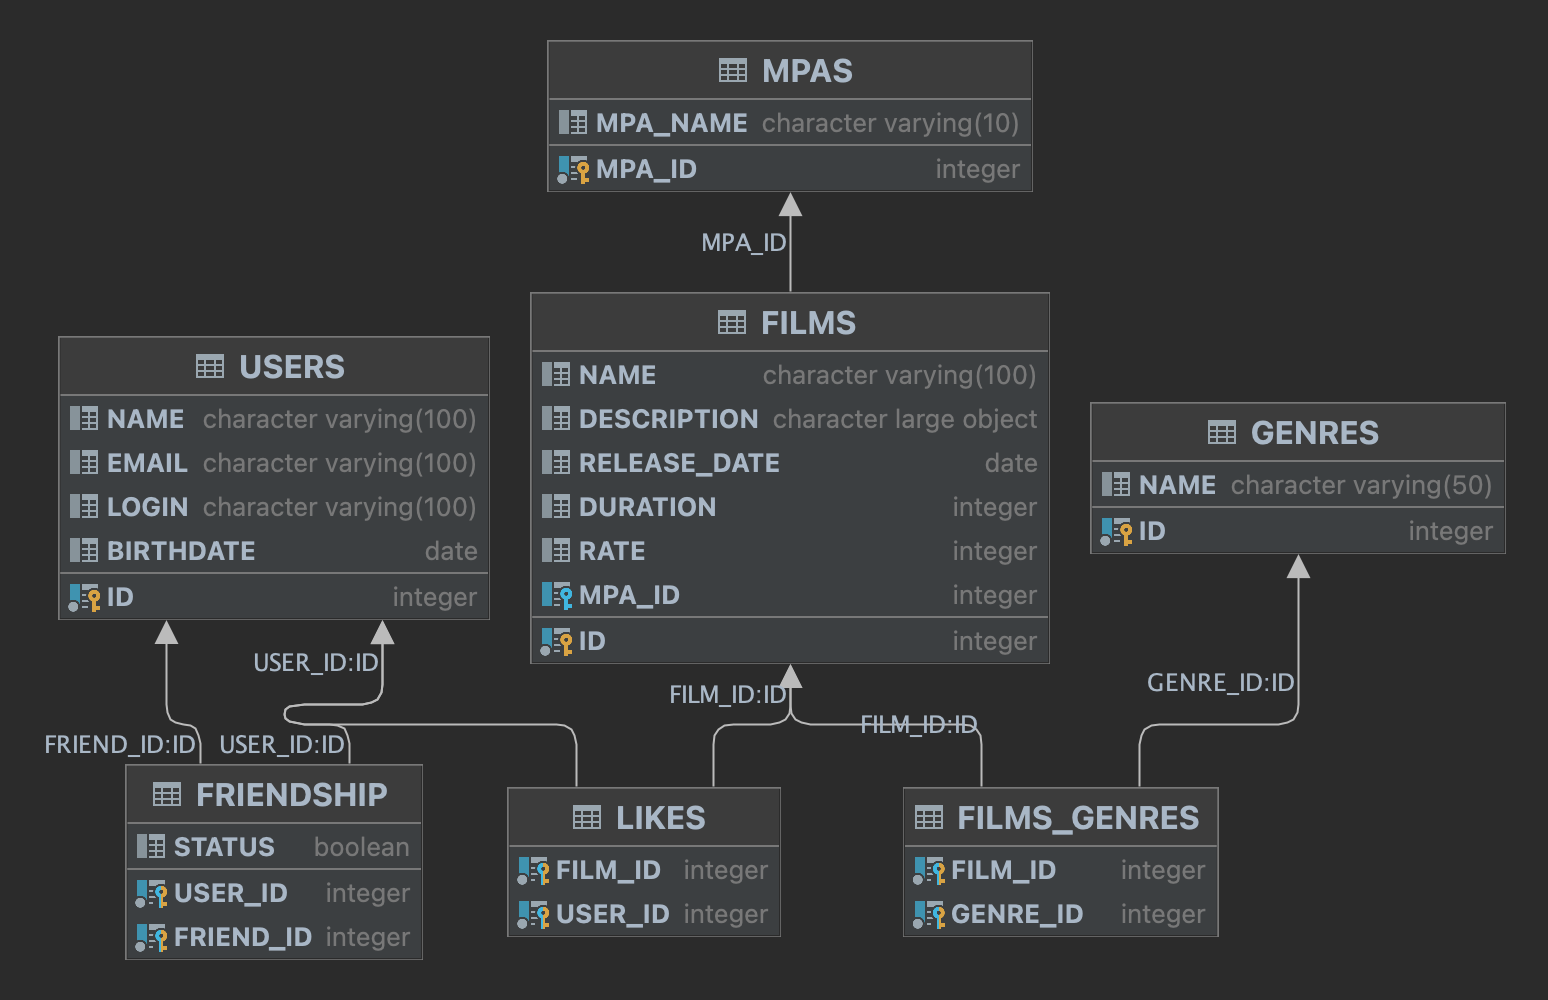 MPAS
MPA_NAME character varying(10)
MPA_ID integer
MPA_ID
FILMS
NAME character varying(100)
DESCRIPTION character large object
RELEASE_DATE date
DURATION integer
RATE integer
MPA_ID integer
ID integer
USERS
NAME character varying(100)
EMAIL character varying(100)
LOGIN character varying(100)
BIRTHDATE date
ID integer
GENRES
NAME character varying(50)
ID integer
USER_ID:ID
FILM_ID:ID
GENRE_ID:ID
FILM_ID:ID
FRIEND_ID:ID
USER_ID:ID
FRIENDSHIP
STATUS boolean
USER_ID integer
FRIEND_ID integer
LIKES
FILM_ID integer
USER_ID integer
FILMS_GENRES
FILM_ID integer
GENRE_ID integer